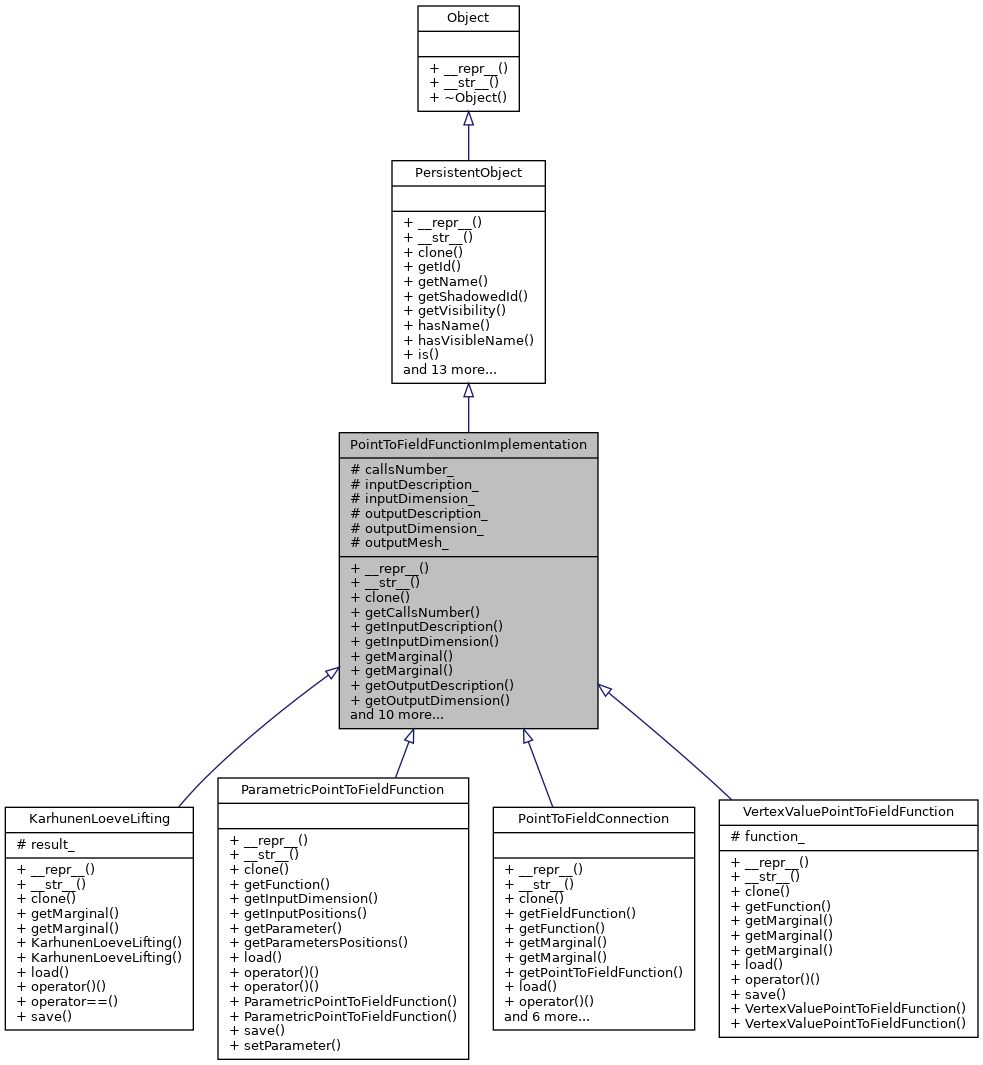 Object
+ __repr__()
+ __str__()
+ ~Object()
PersistentObject
+ __repr__()
+ __str__()
+ clone()
+ getId()
+ getName()
+ getShadowedId()
+ getVisibility()
+ hasName()
+ hasVisibleName()
+ is()
and 13 more...
PointToFieldFunctionImplementation
# callsNumber_
# inputDescription_
# inputDimension_
# outputDescription_
# outputDimension_
# outputMesh_
+ __repr__()
+ __str__()
+ clone()
+ getCallsNumber()
+ getInputDescription()
+ getInputDimension()
+ getMarginal()
+ getMarginal()
+ getOutputDescription()
+ getOutputDimension()
and 10 more...
KarhunenLoeveLifting
# result_
+ __repr__()
+ __str__()
+ clone()
+ getMarginal()
+ getMarginal()
+ KarhunenLoeveLifting()
+ KarhunenLoeveLifting()
+ load()
+ operator()()
+ operator==()
+ save()
ParametricPointToFieldFunction
+ __repr__()
+ __str__()
+ clone()
+ getFunction()
+ getInputDimension()
+ getInputPositions()
+ getParameter()
+ getParametersPositions()
+ load()
+ operator()()
+ operator()()
+ ParametricPointToFieldFunction()
+ ParametricPointToFieldFunction()
+ save()
+ setParameter()
PointToFieldConnection
+ __repr__()
+ __str__()
+ clone()
+ getFieldFunction()
+ getFunction()
+ getMarginal()
+ getMarginal()
+ getPointToFieldFunction()
+ load()
+ operator()()
and 6 more...
VertexValuePointToFieldFunction
# function_
+ __repr__()
+ __str__()
+ clone()
+ getFunction()
+ getMarginal()
+ getMarginal()
+ getMarginal()
+ load()
+ operator()()
+ save()
+ VertexValuePointToFieldFunction()
+ VertexValuePointToFieldFunction()